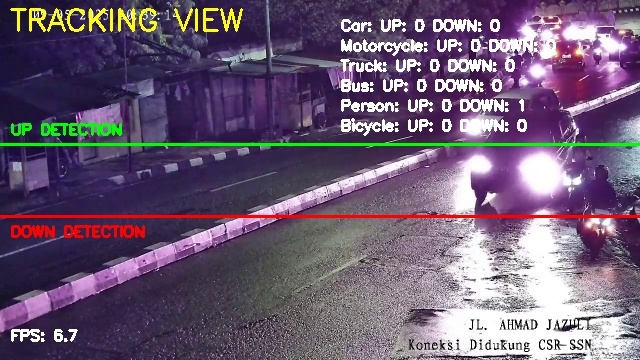 TRACKING VIEW
Car: UP: 0 DOWN: 0
Motorcycle: UP: 0 DOWN: 0
Truck: UP: 0 DOWN: 0
Bus: UP: 0 DOWN: 0
Person: UP: 0 DOWN: 1
Bicycle: UP: 0 DOWN: 0
UP DETECTION
DOWN DETECTION
FPS: 6.7
JL. AHMAD JAZULI
Koneksi Didukung CSR-SSN